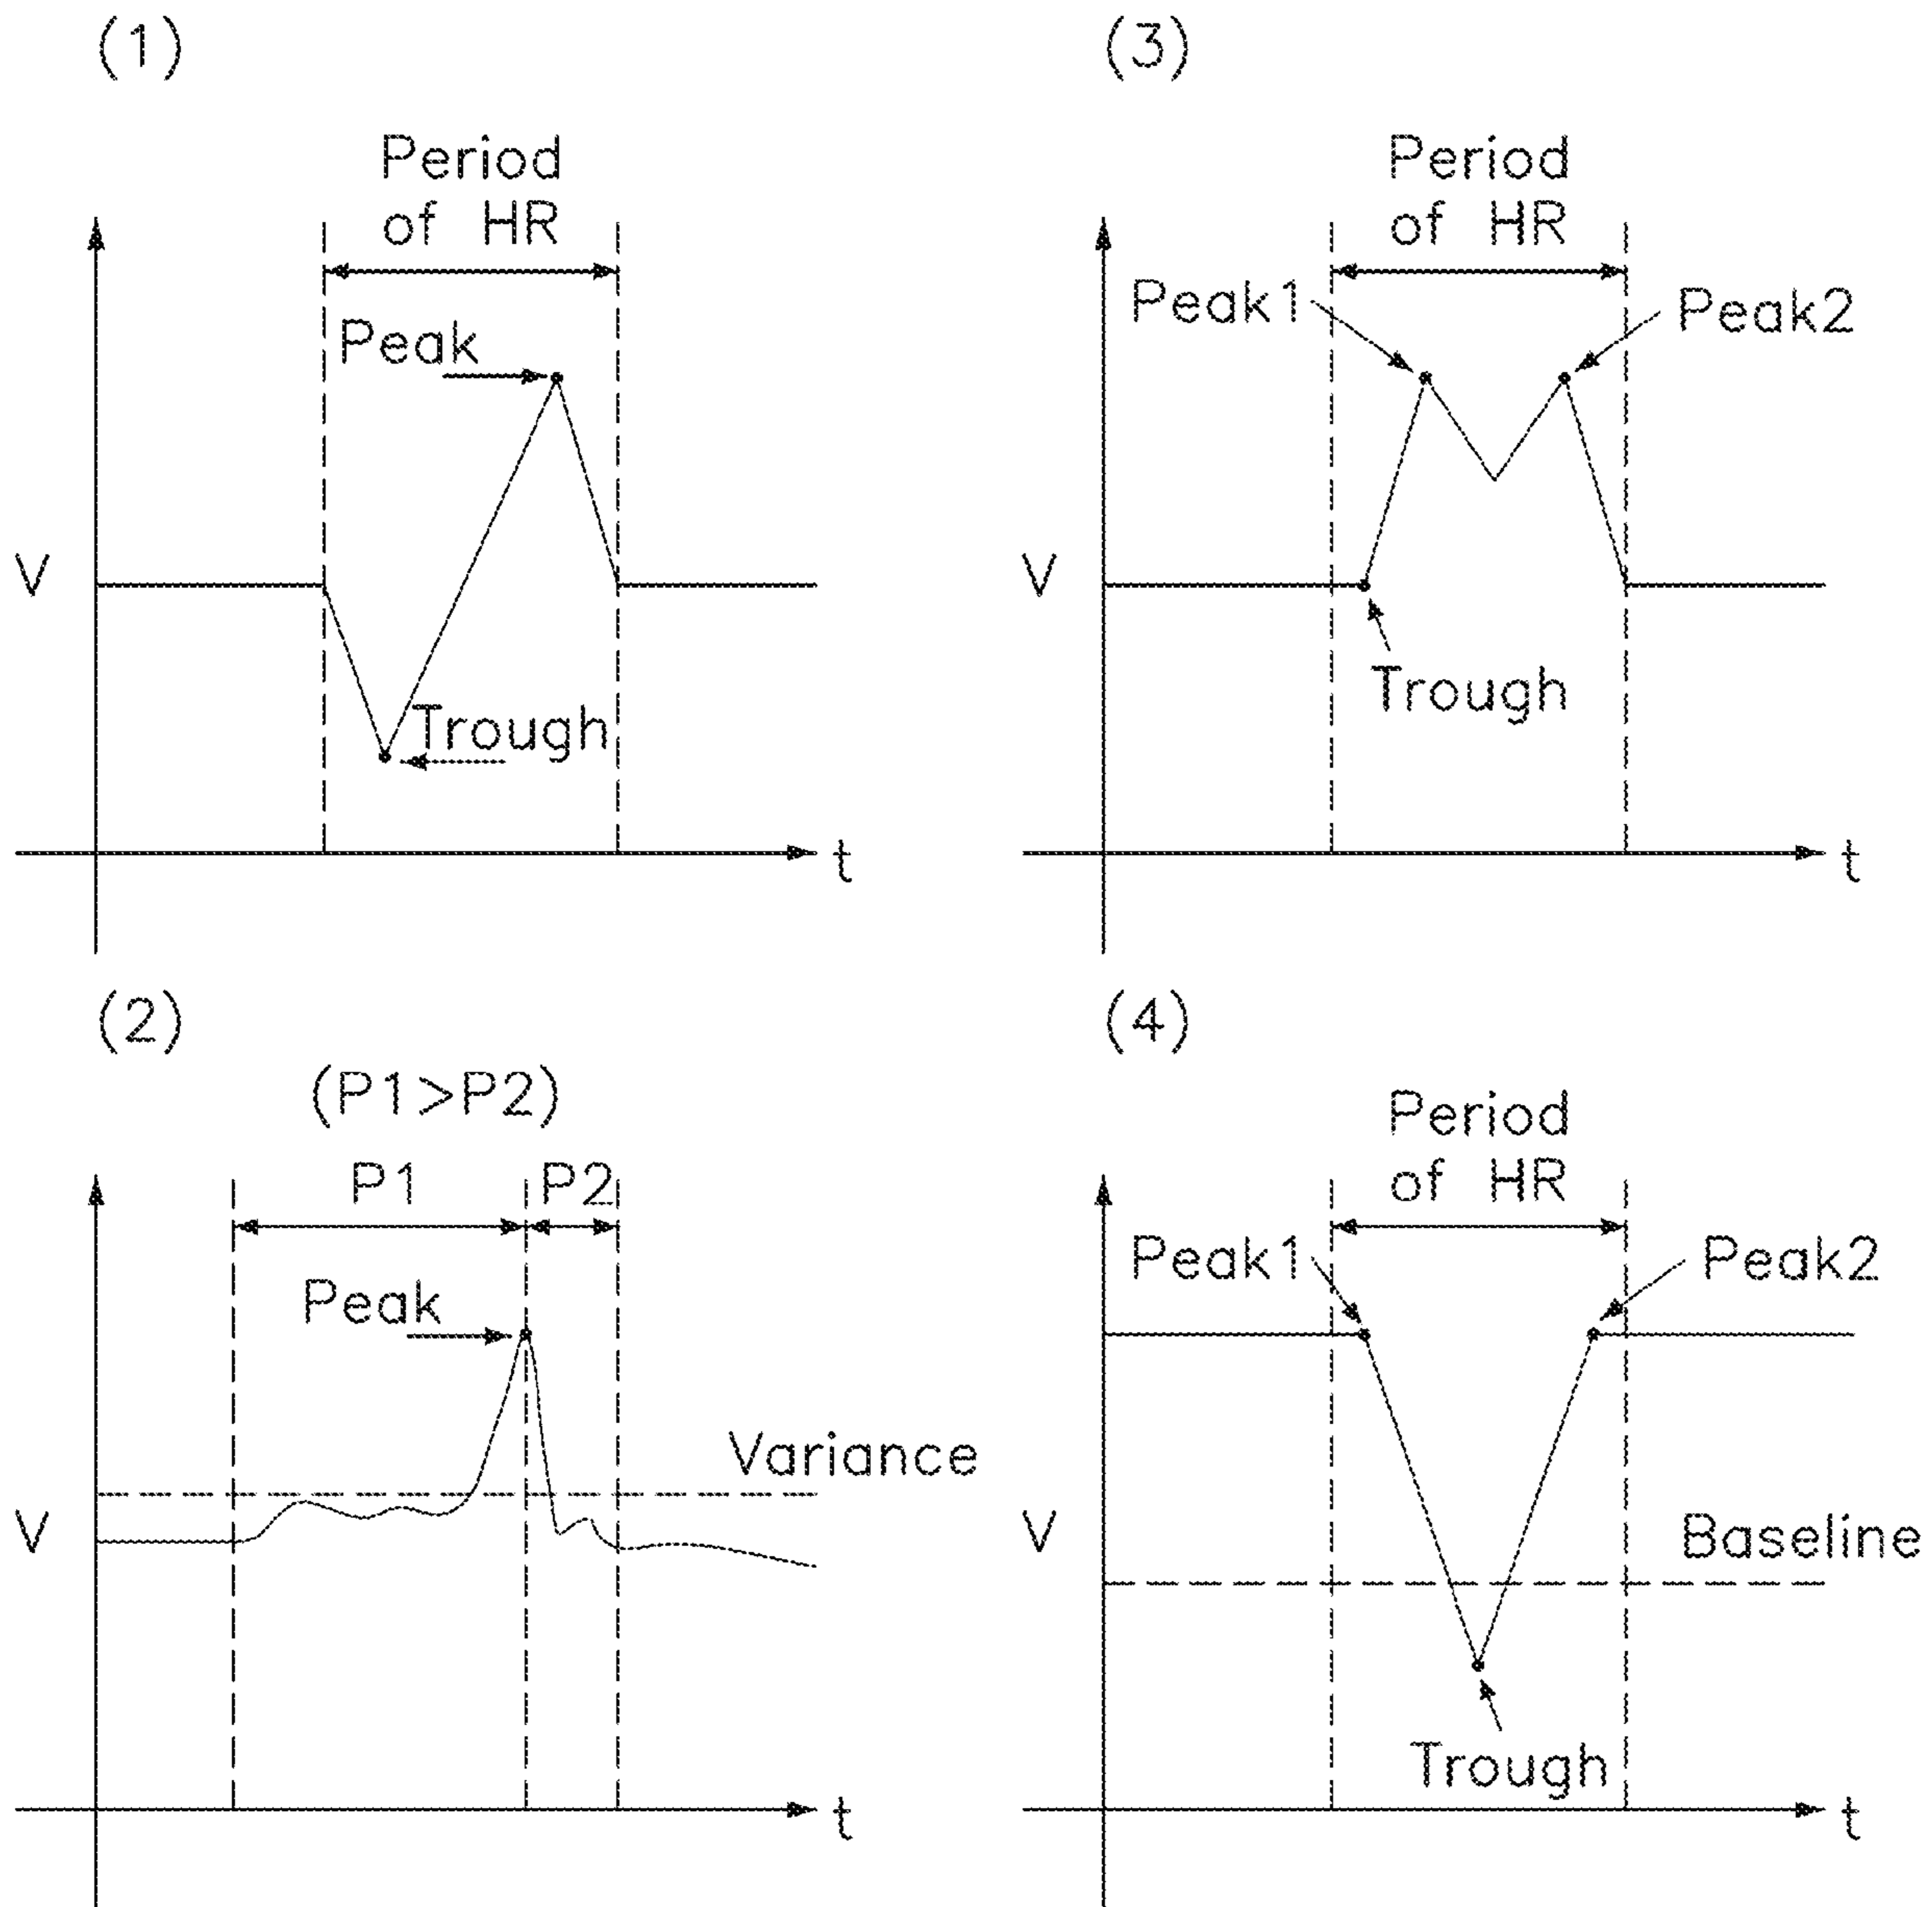 (1)
Period
of HR
Peak
V
Trough
t
(3)
Period
of HR
Peak1
Peak2
V
Trough
t
(2)
(P1>P2)
P1
P2
Peak
Variance
V
t
(4)
Period
of HR
Peak1
Peak2
V
Baseline
Trough
t